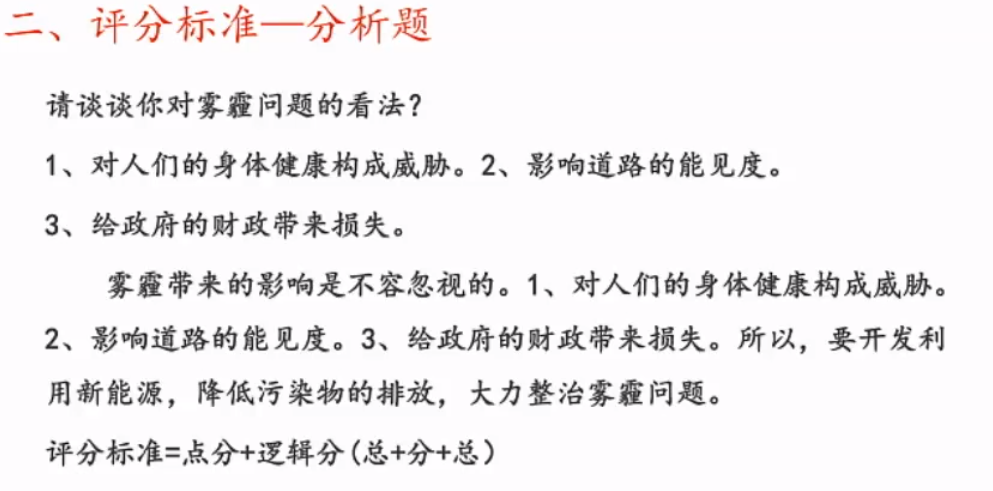 二、评分标准—分析题
请谈谈你对雾霾问题的看法？
1、对人们的身体健康构成威胁。2、影响道路的能见度。
3、给政府的财政带来损失。
雾霾带来的影响是不容忽视的。1、对人们的身体健康构成威胁。
2、影响道路的能见度。3、给政府的财政带来损失。所以，要开发利
用新能源，降低污染物的排放，大力整治雾霾问题。
评分标准=点分+逻辑分(总+分+总）